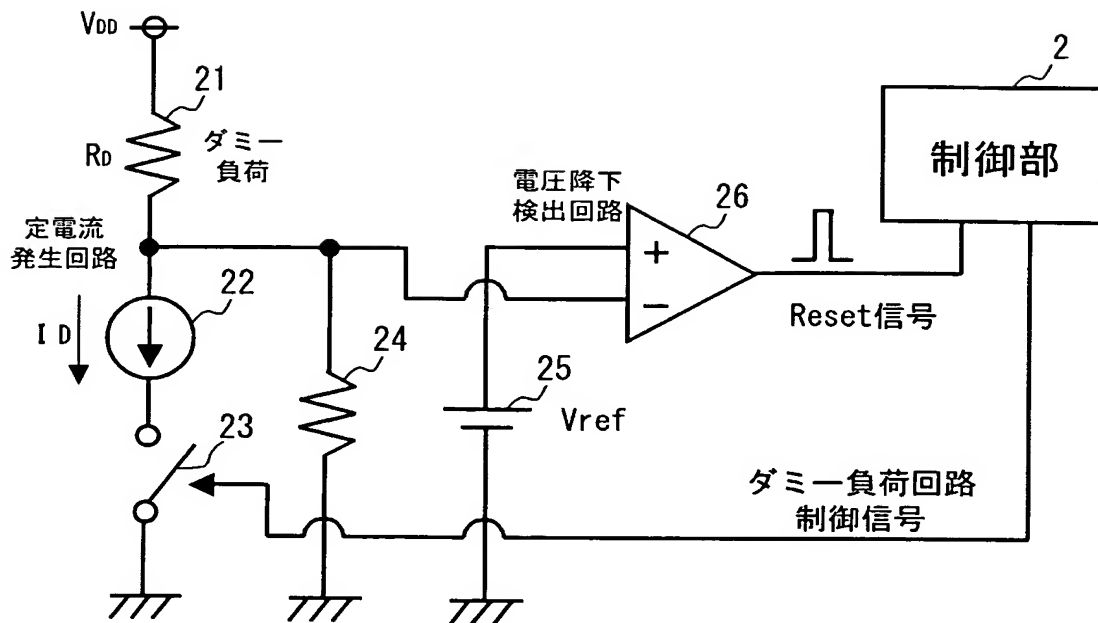 VDD
2
21
制御部
RD
ダミー
負荷
電圧降下
検出回路
26
定電流
発生回路
+
22
−
Reset信号
ID
24
25
Vref
23
ダミー負荷回路
制御信号